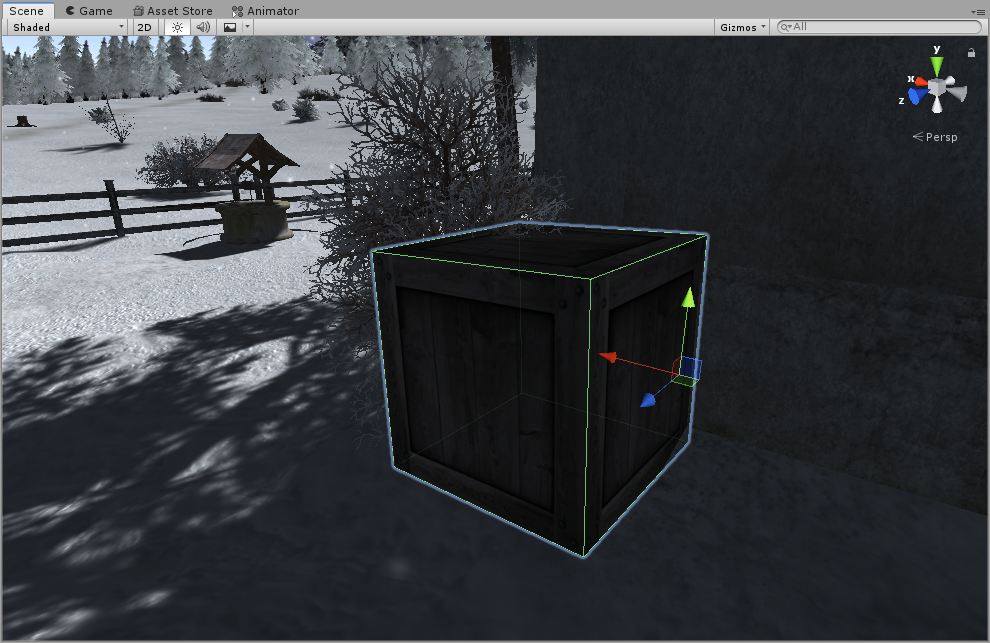 Scene Game Asset Store Animator
Shaded 2D Gizmos All
y
x
z
Persp